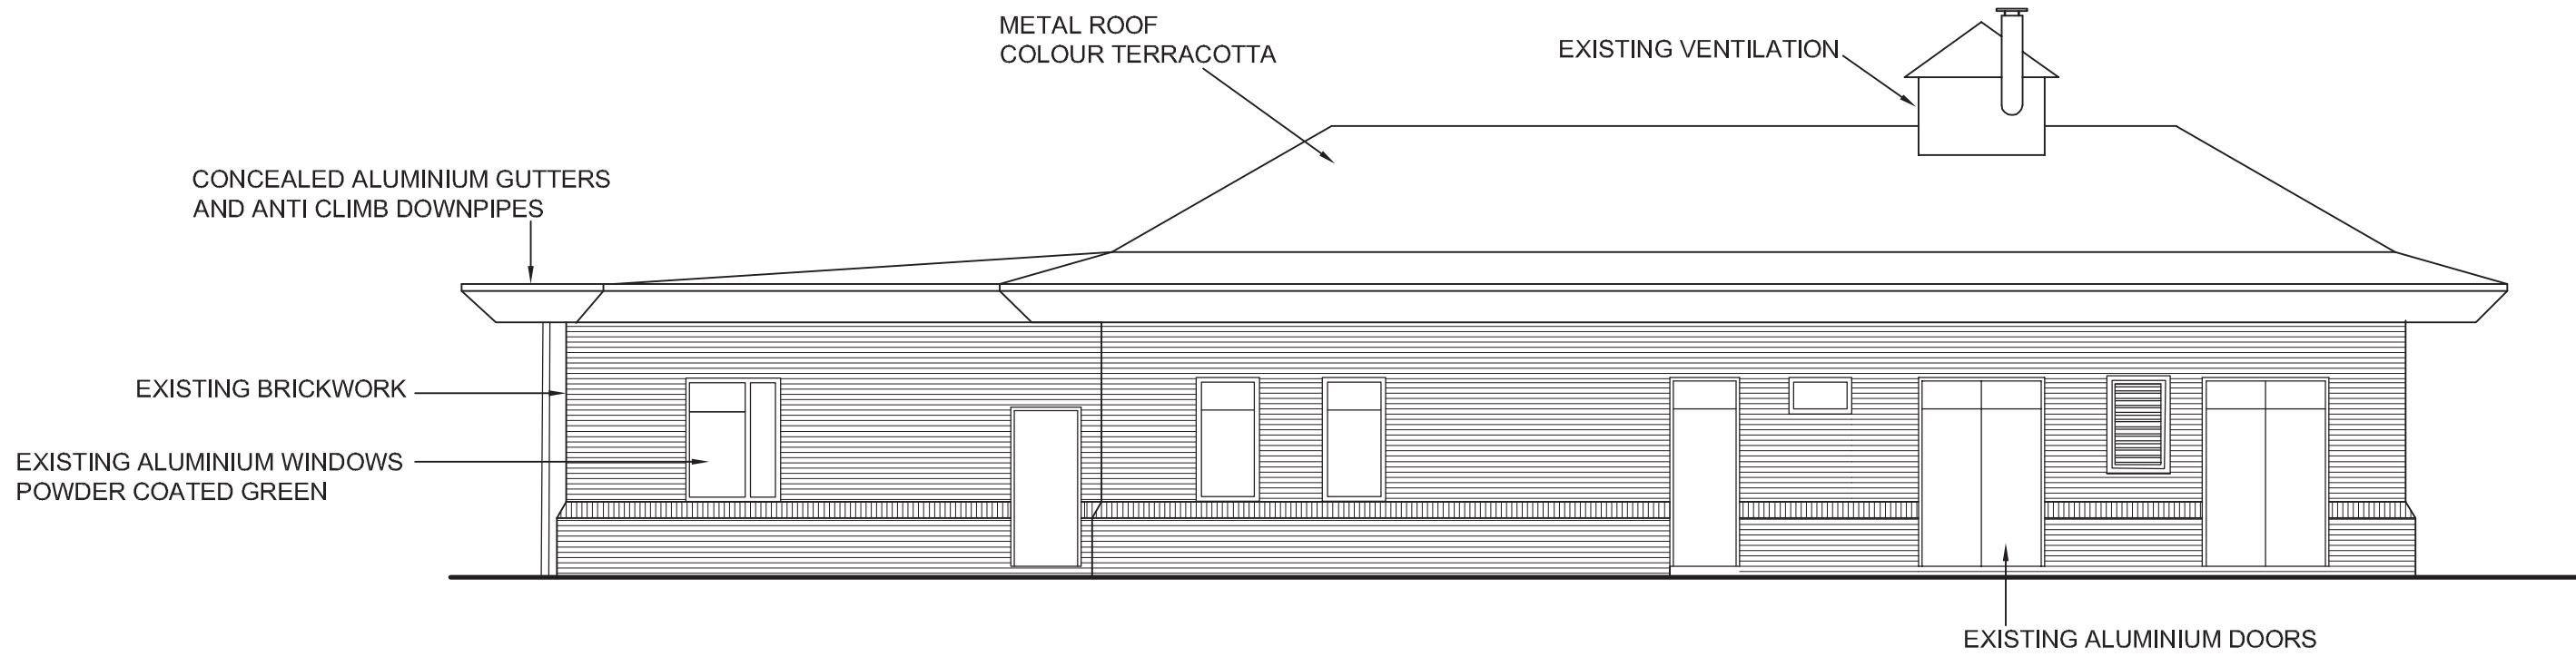 METAL ROOF
COLOUR TERRACOTTA
EXISTING VENTILATION
CONCEALED ALUMINIUM GUTTERS
AND ANTI CLIMB DOWNPIPES
EXISTING BRICKWORK
EXISTING ALUMINIUM WINDOWS
POWDER COATED GREEN
EXISTING ALUMINIUM DOORS